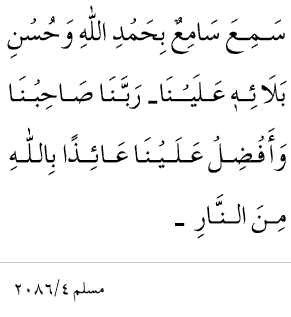 سَمِعَ سَامِعٌ بِحَمْدِ اللّٰهِ وَحُسْنِ
بَلَائِهٖ عَلَيْنَا۔ رَبَّنَا صَاحِبْنَا
وَأَفْضِلُ عَلَيْنَا عَائِذًا بِاللّٰهِ
مِنَ النَّارِ ۔
مسلم ٢٠٨٦/٤